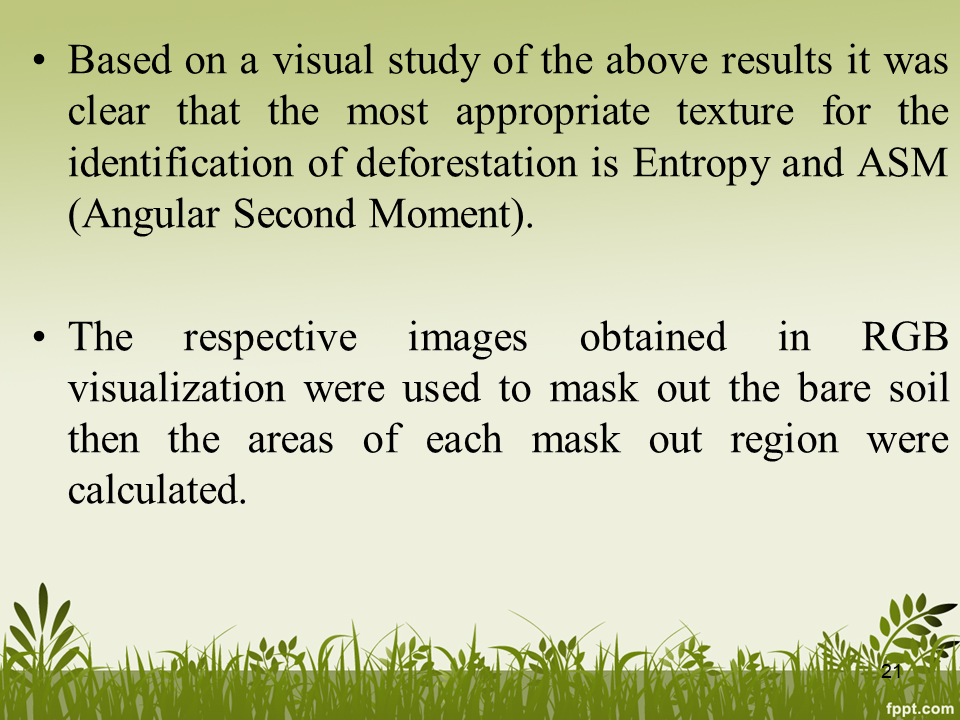 • Based on a visual study of the above results it was
clear that the most appropriate texture for the
identification of deforestation is Entropy and ASM
(Angular Second Moment).
• The respective images obtained in RGB
visualization were used to mask out the bare soil
then the areas of each mask out region were
calculated.
21
fppt.com